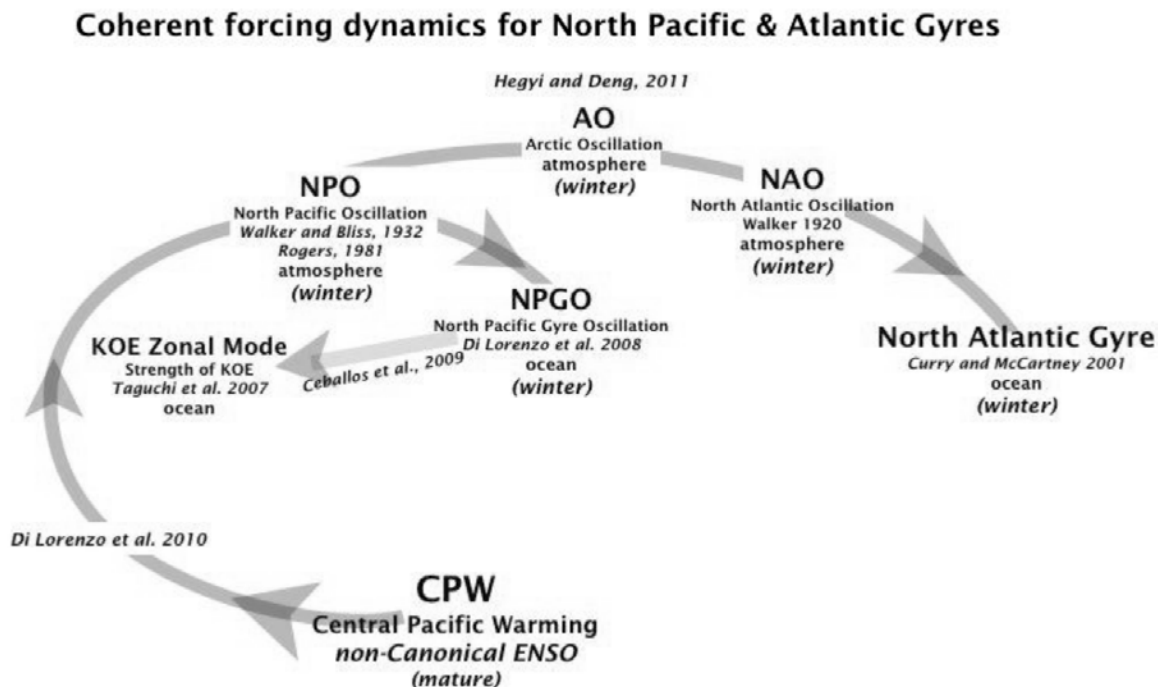 Coherent forcing dynamics for North Pacific & Atlantic Gyres
Hegyi and Deng, 2011
AO
Arctic Oscillation
atmosphere
(winter)
NPO
North Pacific Oscillation
Walker and Bliss, 1932
Rogers, 1981
atmosphere
(winter)
NAO
North Atlantic Oscillation
Walker 1920
atmosphere
(winter)
NPGO
North Pacific Gyre Oscillation
Di Lorenzo et al. 2008
ocean
(winter)
KOE Zonal Mode
Strength of KOE
Taguchi et al. 2007
ocean
Ceballos et al., 2009
North Atlantic Gyre
Curry and McCartney 2001
ocean
(winter)
Di Lorenzo et al. 2010
CPW
Central Pacific Warming
non-Canonical ENSO
(mature)